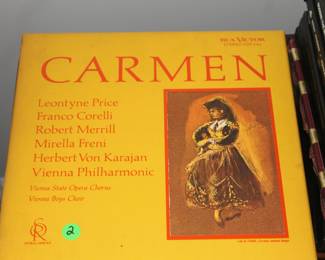 RCA VICTOR
CARMEN
Leontyne Price
Franco Corelli
Robert Merrill
Mirella Freni
Herbert Von Karajan
Vienna Philharmonic
Vienna State Opera Chorus
Vienna Boys Choir
2